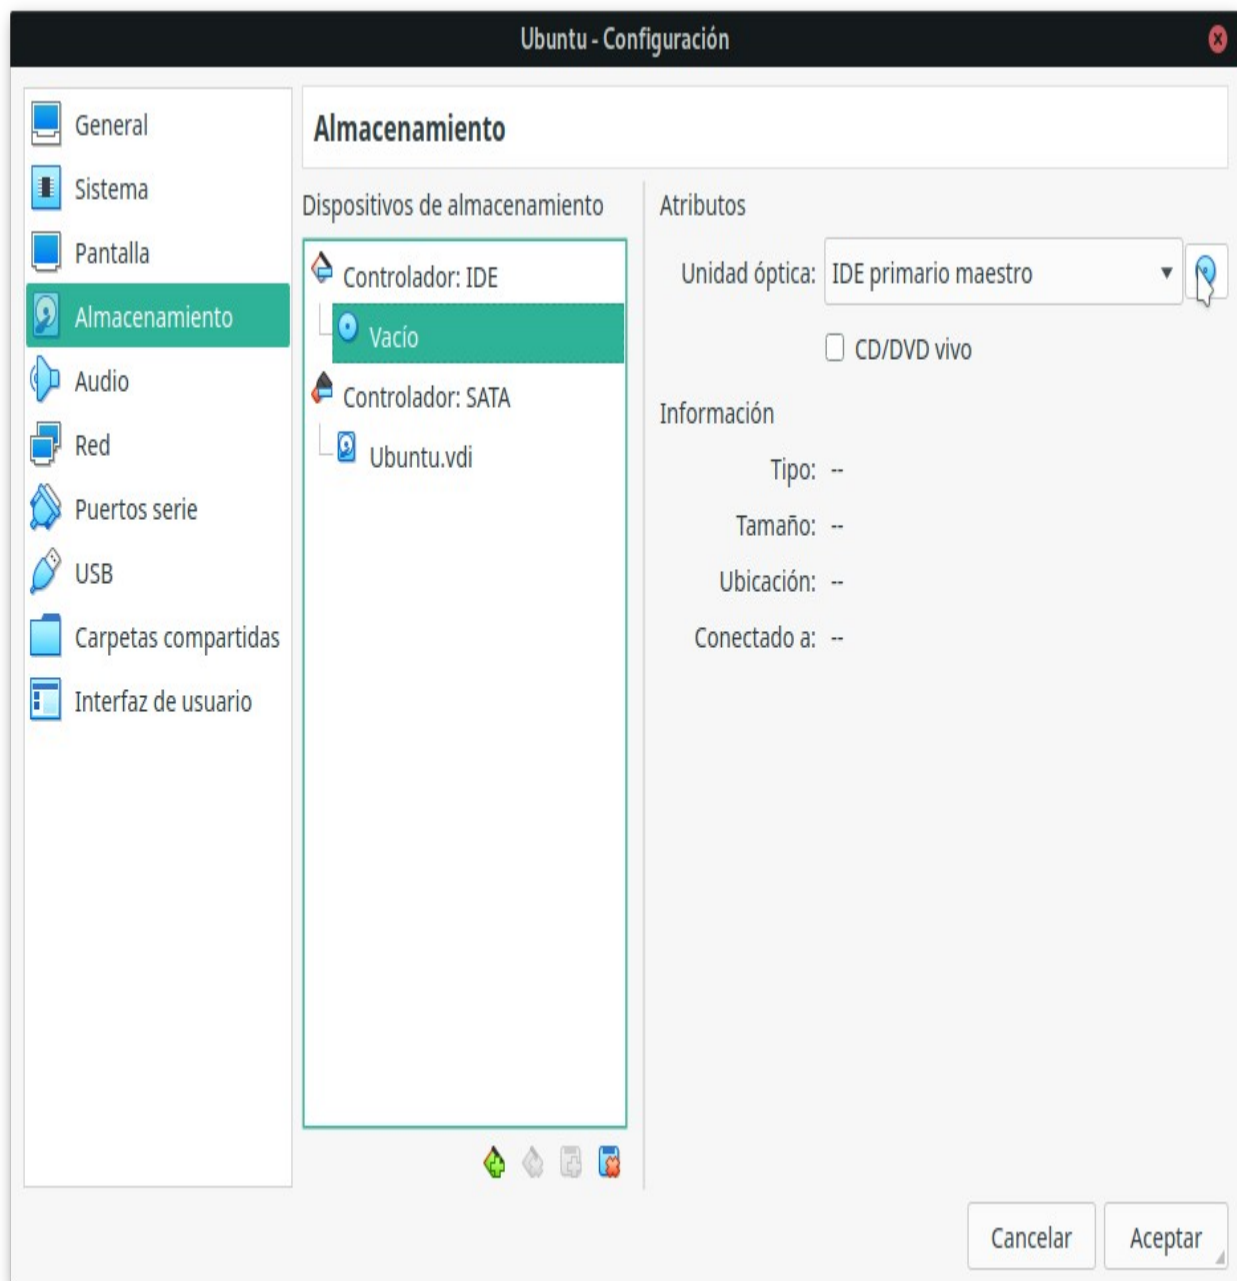 Ubuntu - Configuración
General
Sistema
Pantalla
Almacenamiento
Audio
Red
Puertos serie
USB
Carpetas compartidas
Interfaz de usuario
Almacenamiento
Dispositivos de almacenamiento
Controlador: IDE
Vacío
Controlador: SATA
Ubuntu.vdi
Atributos
Unidad óptica: IDE primario maestro
CD/DVD vivo
Información
Tipo: --
Tamaño: --
Ubicación: --
Conectado a: --
Cancelar
Aceptar